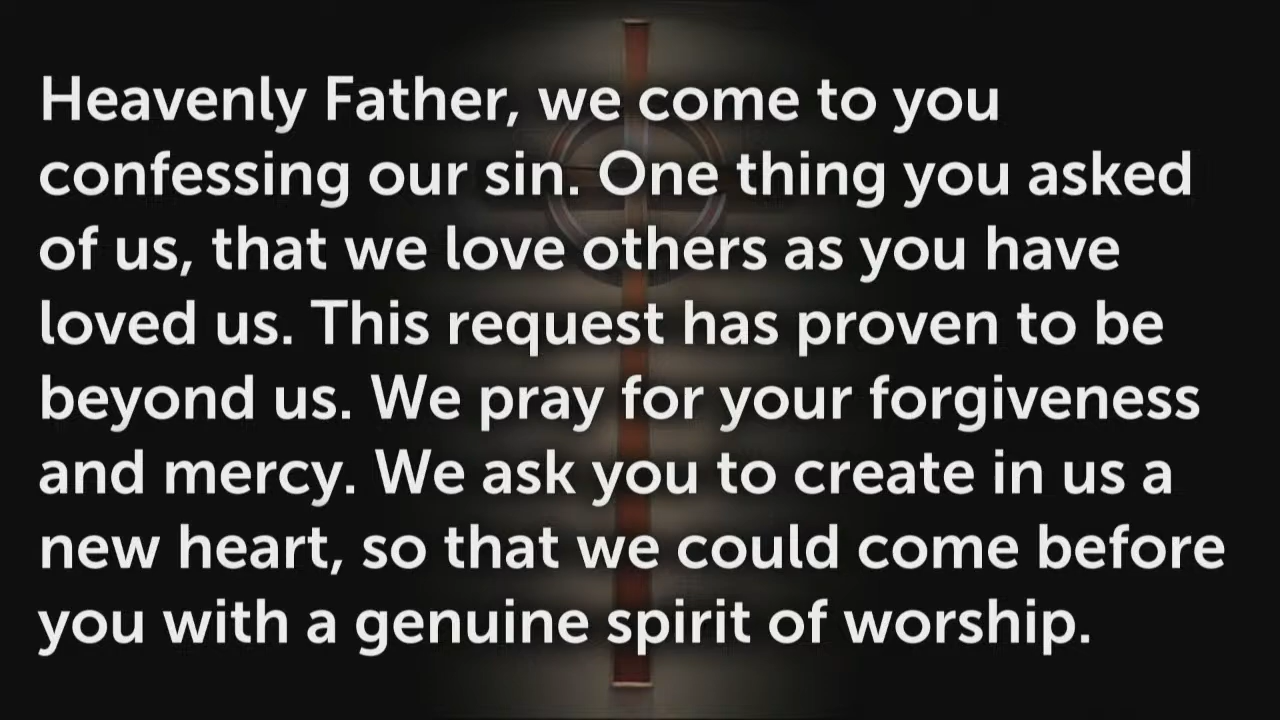 Heavenly Father, we come to you
confessing our sin. One thing you asked
of us, that we love others as you have
loved us. This request has proven to be
beyond us. We pray for your forgiveness
and mercy. We ask you to create in us a
new heart, so that we could come before
you with a genuine spirit of worship.